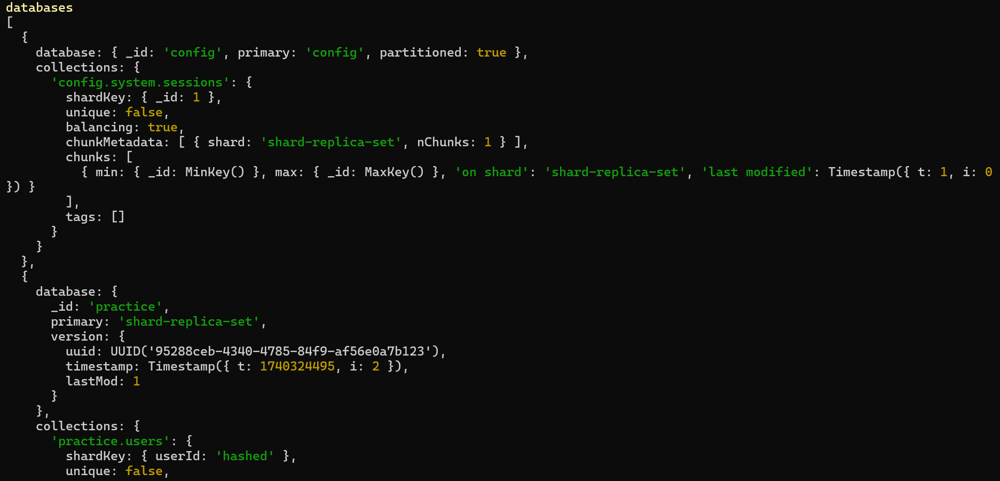 databases
[
  {
    database: { _id: 'config', primary: 'config', partitioned: true },
    collections: {
      'config.system.sessions': {
        shardKey: { _id: 1 },
        unique: false,
        balancing: true,
        chunkMetadata: [ { shard: 'shard-replica-set', nChunks: 1 } ],
        chunks: [
          { min: { _id: MinKey() }, max: { _id: MaxKey() }, 'on shard': 'shard-replica-set', 'last modified': Timestamp({ t: 1, i: 0
}) }
        ],
        tags: []
      }
    }
  },
  {
    database: {
      _id: 'practice',
      primary: 'shard-replica-set',
      version: {
        uuid: UUID('95288ceb-4340-4785-84f9-af56e0a7b123'),
        timestamp: Timestamp({ t: 1740324495, i: 2 }),
        lastMod: 1
      }
    },
    collections: {
      'practice.users': {
        shardKey: { userId: 'hashed' },
        unique: false,